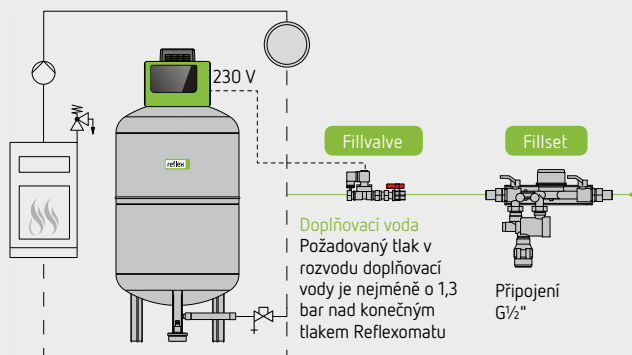 230 V
reflex
Fillvalve
Fillset
Doplňovací voda
Požadovaný tlak v
rozvodu doplňovací
vody je nejméně o 1,3
bar nad konečným
tlakem Reflexomatu
Připojení
G½"